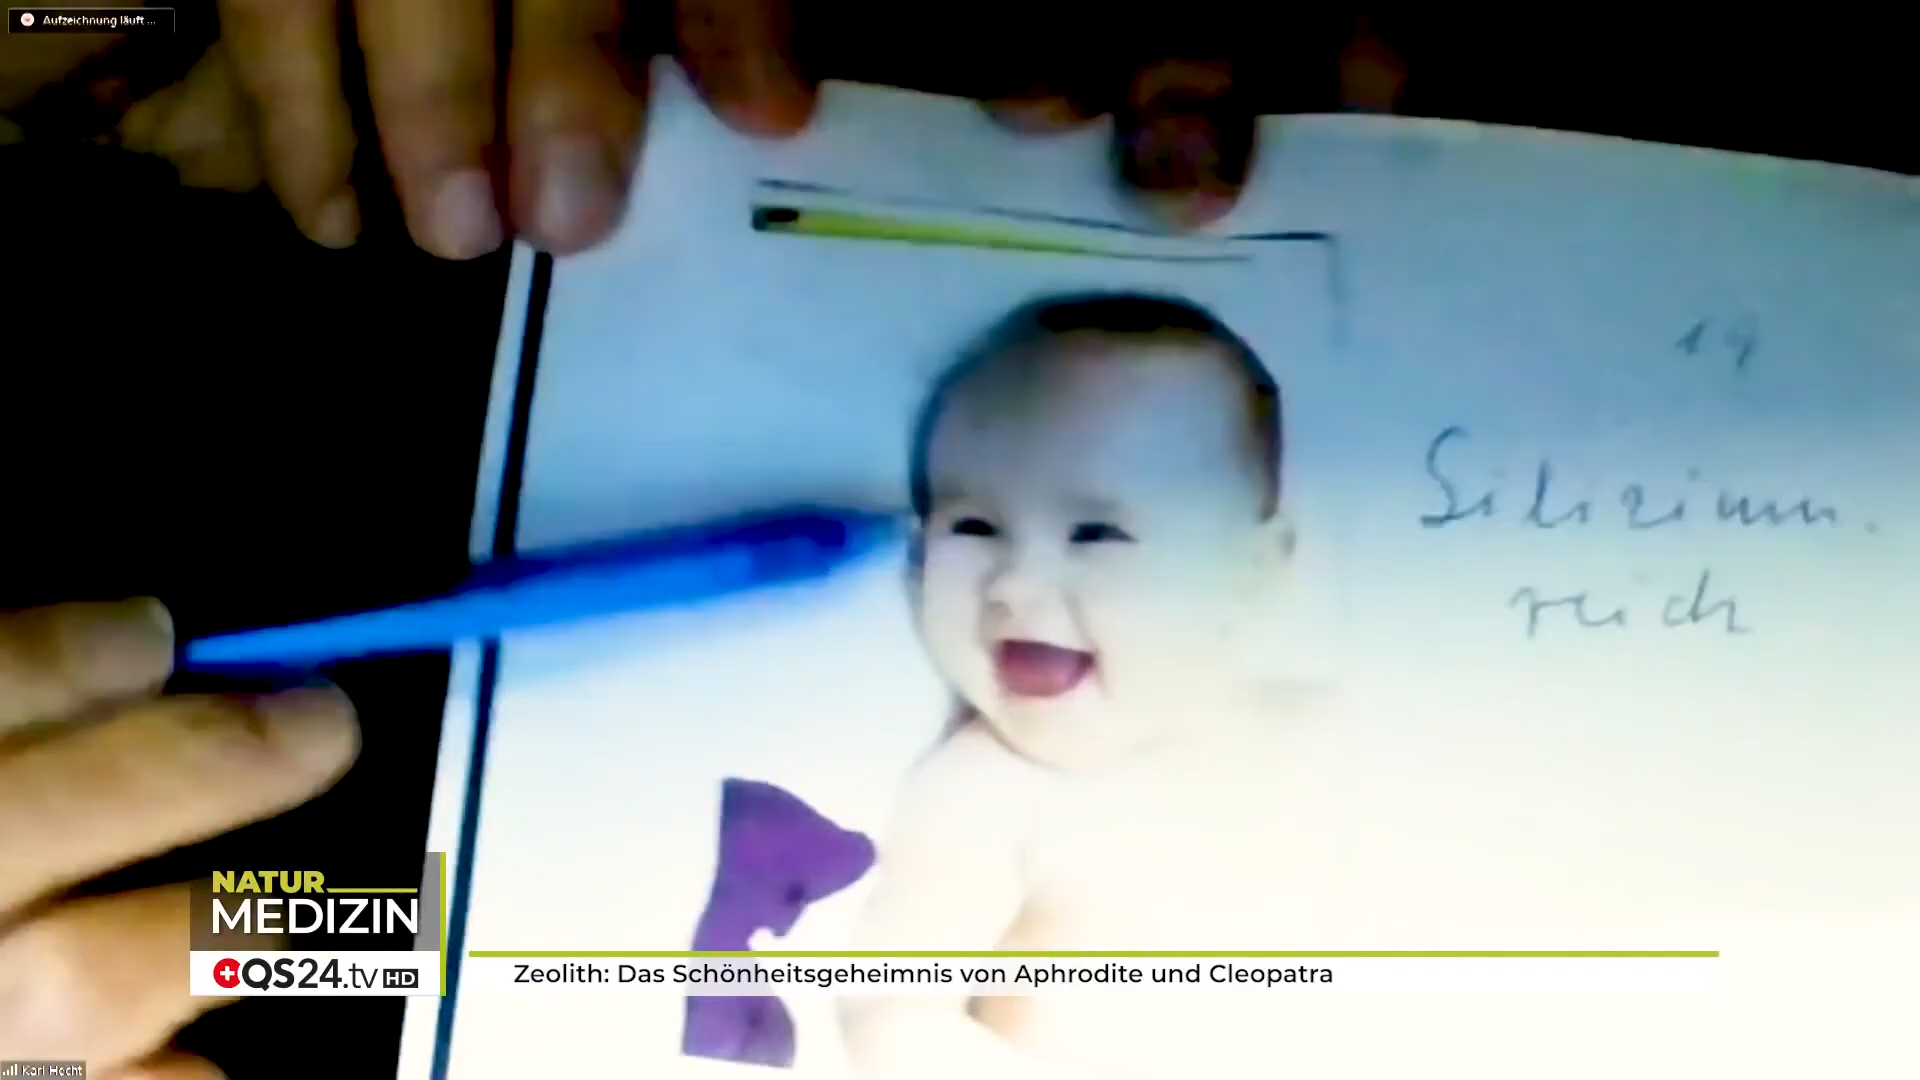 Aufzeichnung läuft ...
19
Silizium-
reich
NATUR
MEDIZIN
QS24.tv HD
Zeolith: Das Schönheitsgeheimnis von Aphrodite und Cleopatra
Karl Hecht